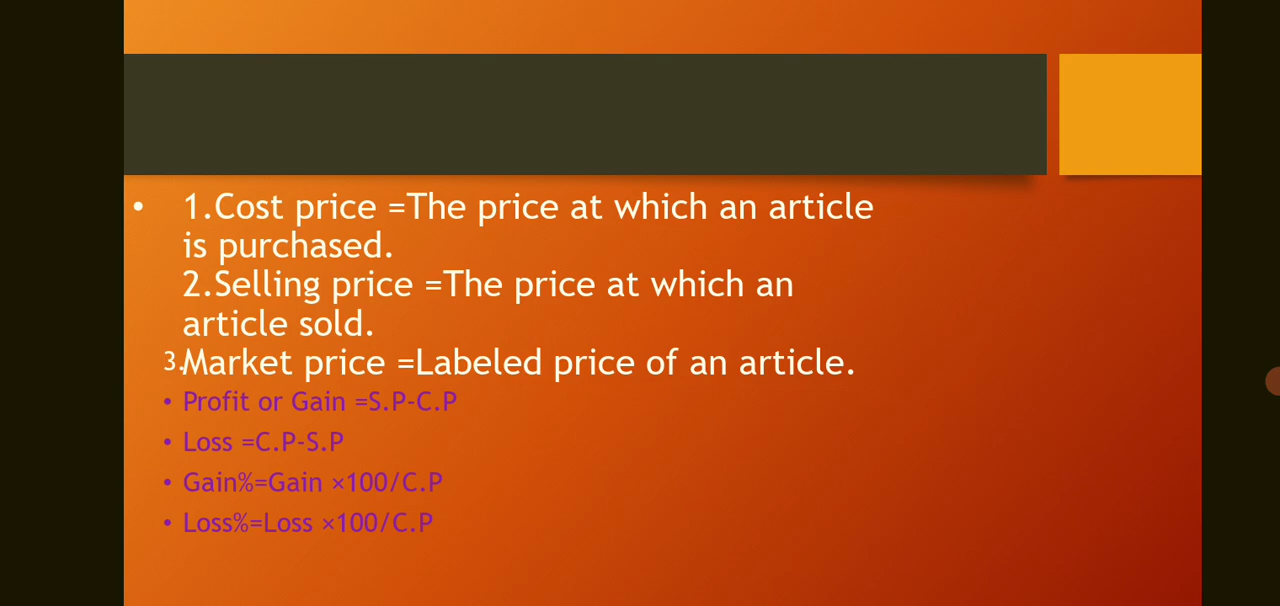 • 1.Cost price =The price at which an article
is purchased.
2.Selling price =The price at which an
article sold.
3.Market price =Labeled price of an article.
• Profit or Gain =S.P-C.P
• Loss =C.P-S.P
• Gain%=Gain ×100/C.P
• Loss%=Loss ×100/C.P